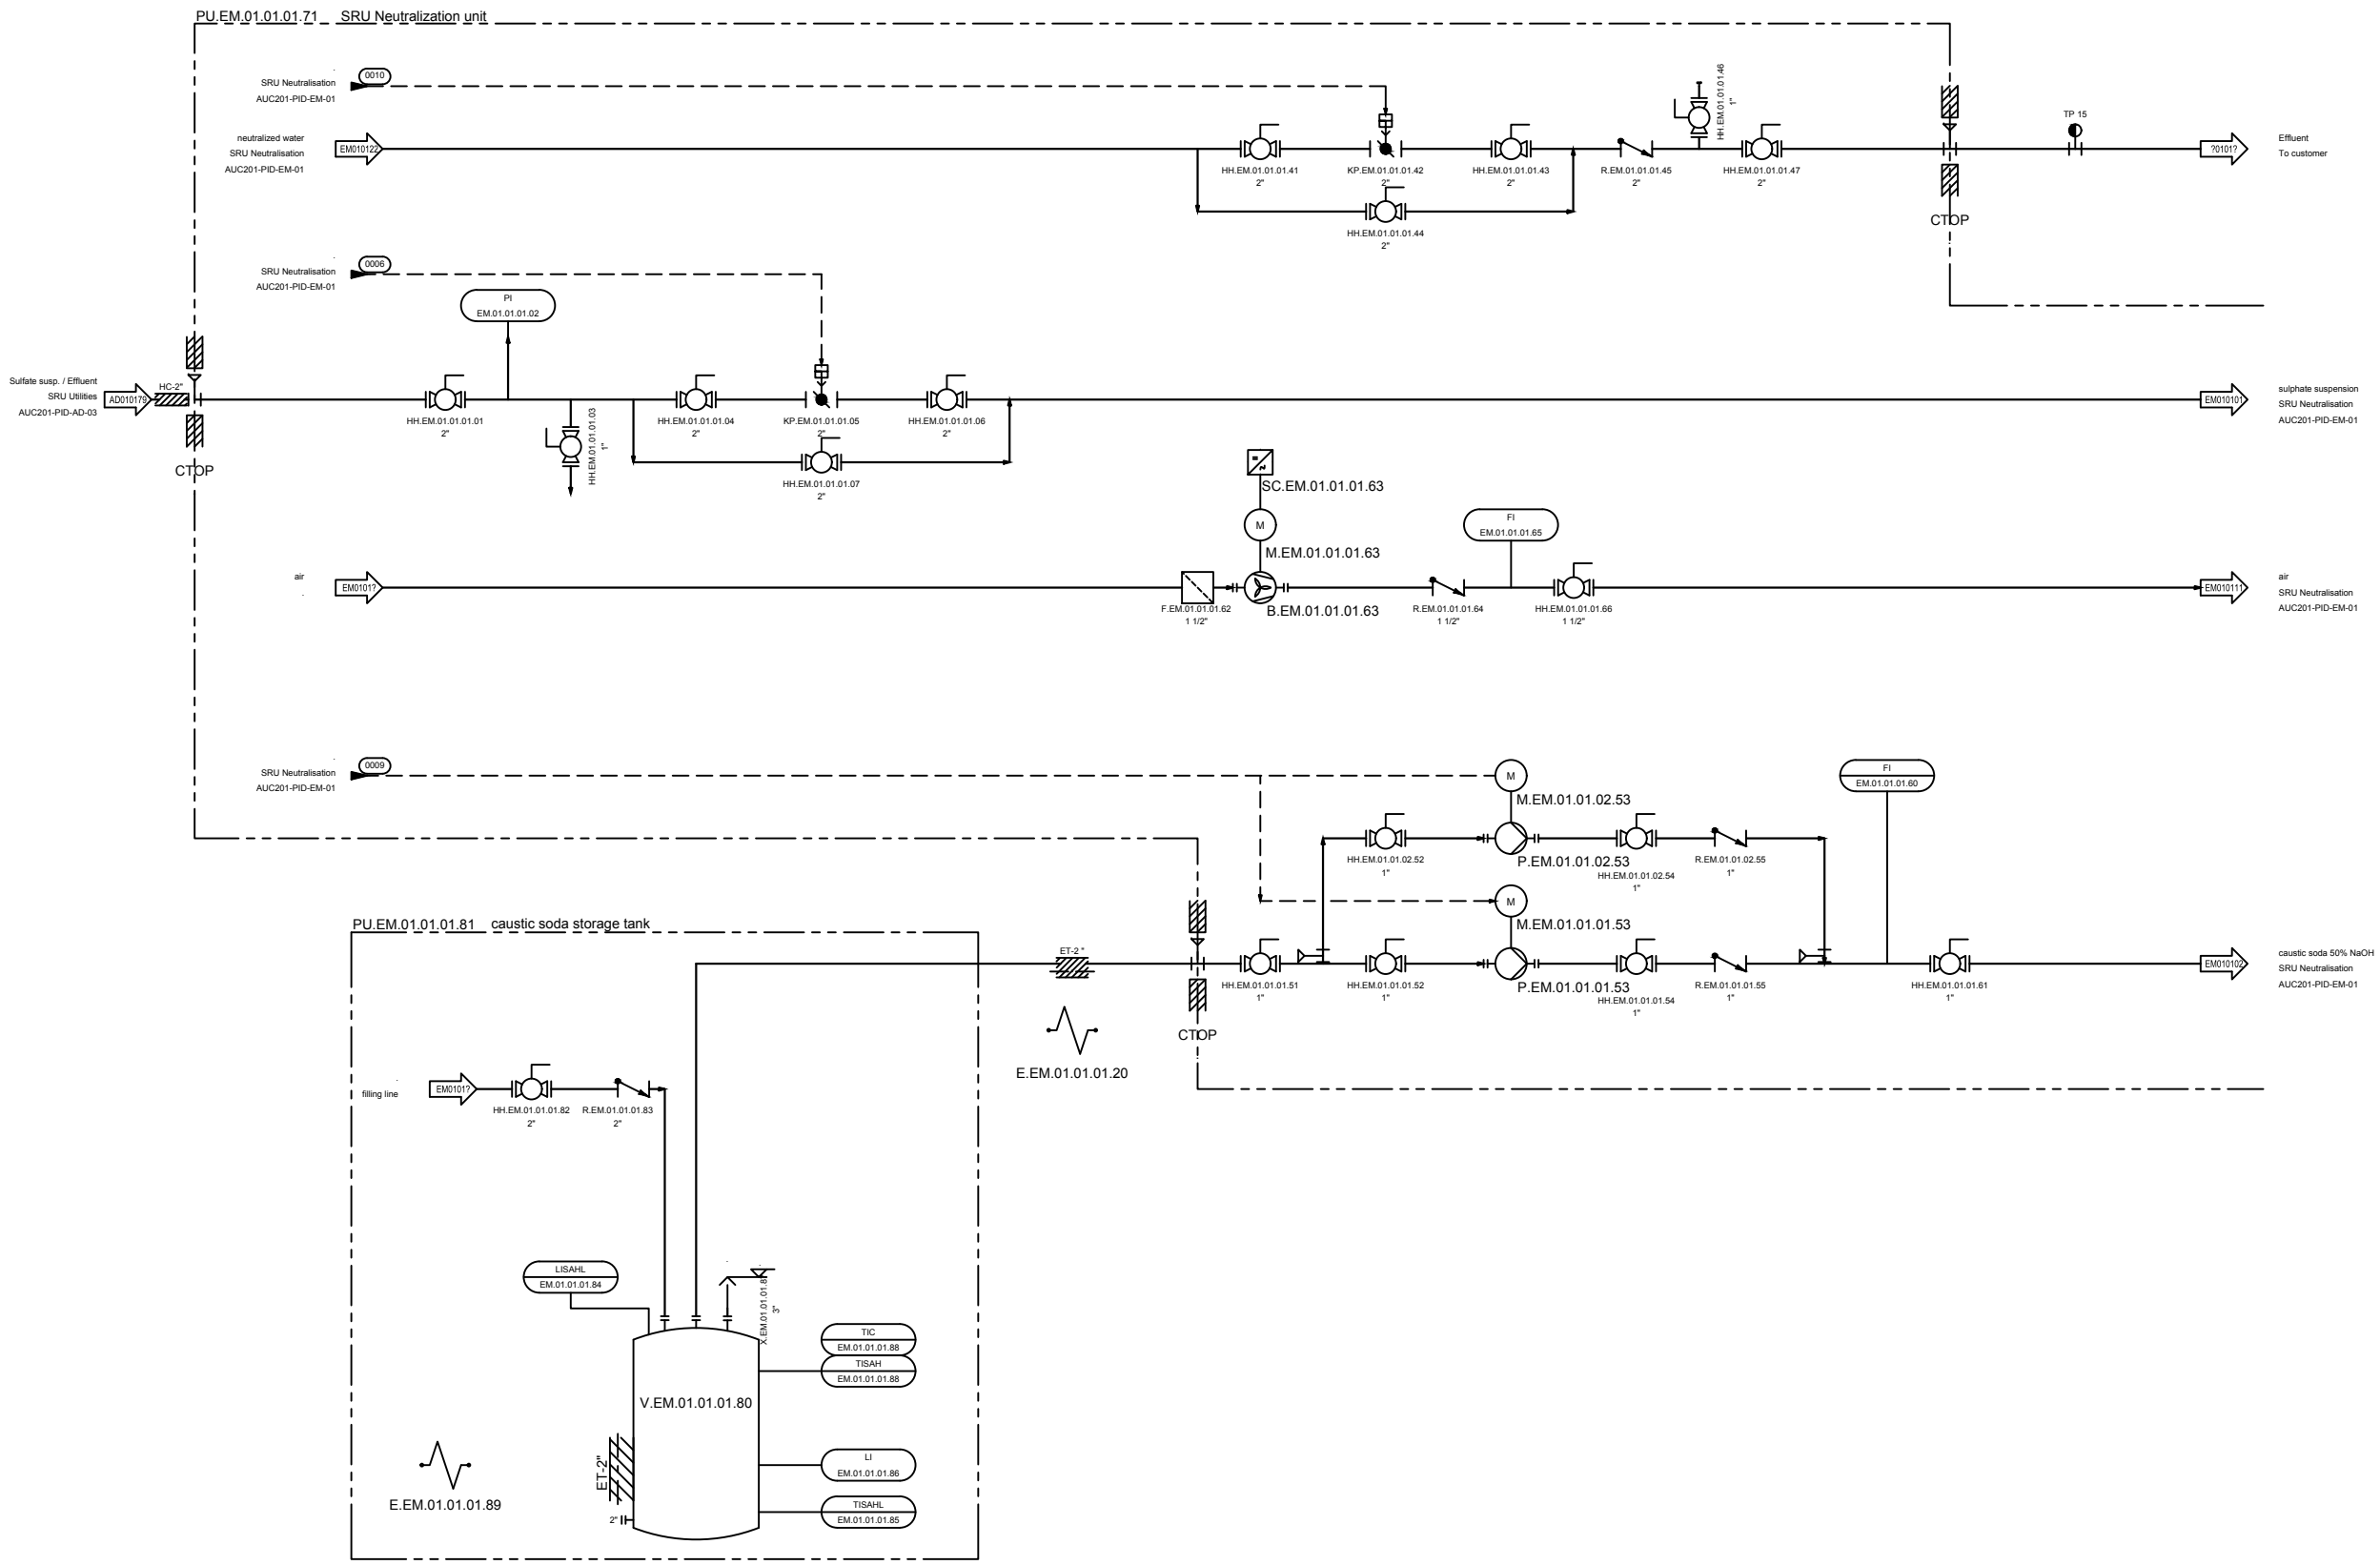 PU.EM.01.01.01.71 SRU Neutralization unit
0010
SRU Neutralisation
AUC201-PID-EM-01
neutralized water
SRU Neutralisation
AUC201-PID-EM-01
EM010122
HH.EM.01.01.01.41
2"
KP.EM.01.01.01.42
2"
HH.EM.01.01.01.43
2"
HH.EM.01.01.01.44
2"
R.EM.01.01.01.45
2"
HH.EM.01.01.01.46
1"
HH.EM.01.01.01.47
2"
CTOP
TP 15
?0101?
Effluent
To customer
0006
SRU Neutralisation
AUC201-PID-EM-01
PI
EM.01.01.01.02
Sulfate susp. / Effluent
SRU Utilities
AUC201-PID-AD-03
AD010179
HC-2"
CTOP
HH.EM.01.01.01.01
2"
HH.EM.01.01.01.03
1"
HH.EM.01.01.01.04
2"
KP.EM.01.01.01.05
2"
HH.EM.01.01.01.06
2"
HH.EM.01.01.01.07
2"
EM010101
sulphate suspension
SRU Neutralisation
AUC201-PID-EM-01
SC.EM.01.01.01.63
M
M.EM.01.01.01.63
FI
EM.01.01.01.65
air
EM0101?
F.EM.01.01.01.62
1 1/2"
B.EM.01.01.01.63
R.EM.01.01.01.64
1 1/2"
HH.EM.01.01.01.66
1 1/2"
EM010111
air
SRU Neutralisation
AUC201-PID-EM-01
0009
SRU Neutralisation
AUC201-PID-EM-01
M
M.EM.01.01.02.53
FI
EM.01.01.01.60
HH.EM.01.01.02.52
1"
P.EM.01.01.02.53
HH.EM.01.01.02.54
1"
R.EM.01.01.02.55
1"
M
M.EM.01.01.01.53
PU.EM.01.01.01.81 caustic soda storage tank
ET-2 "
E.EM.01.01.01.20
CTOP
HH.EM.01.01.01.51
1"
HH.EM.01.01.01.52
1"
P.EM.01.01.01.53
HH.EM.01.01.01.54
1"
R.EM.01.01.01.55
1"
HH.EM.01.01.01.61
1"
EM010102
caustic soda 50% NaOH
SRU Neutralisation
AUC201-PID-EM-01
filling line
EM0101?
HH.EM.01.01.01.82
2"
R.EM.01.01.01.83
2"
LISAHL
EM.01.01.01.84
3"
TIC
EM.01.01.01.88
TISAH
EM.01.01.01.88
V.EM.01.01.01.80
LI
EM.01.01.01.86
TISAHL
EM.01.01.01.85
ET-2"
2"
E.EM.01.01.01.89